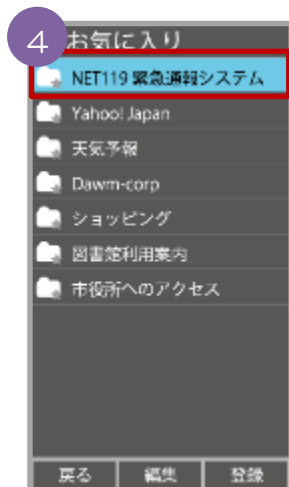 4
お気に入り
NET119 緊急通報システム
Yahoo! Japan
天気予報
Dawm-corp
ショッピング
図書館利用案内
市役所へのアクセス
戻る 編集 登録